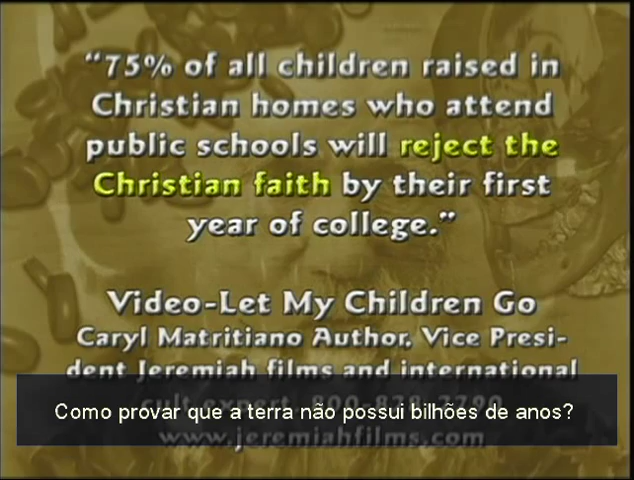 “75% of all children raised in
Christian homes who attend
public schools will reject the
Christian faith by their first
year of college.”
Video-Let My Children Go
Caryl Matritiano Author, Vice Presi-
dent Jeremiah films and international
cult expert 800-828-2290
Como provar que a terra não possui bilhões de anos?
www.jeremiahfilms.com